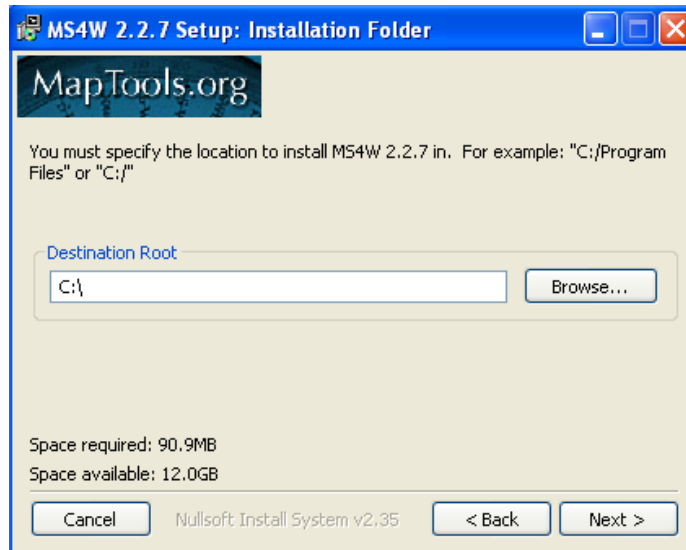 MS4W 2.2.7 Setup: Installation Folder
MapTools.org
You must specify the location to install MS4W 2.2.7 in.  For example: "C:/Program
Files" or "C:/"
Destination Root
C:\
Browse...
Space required: 90.9MB
Space available: 12.0GB
Cancel
Nullsoft Install System v2.35
< Back
Next >